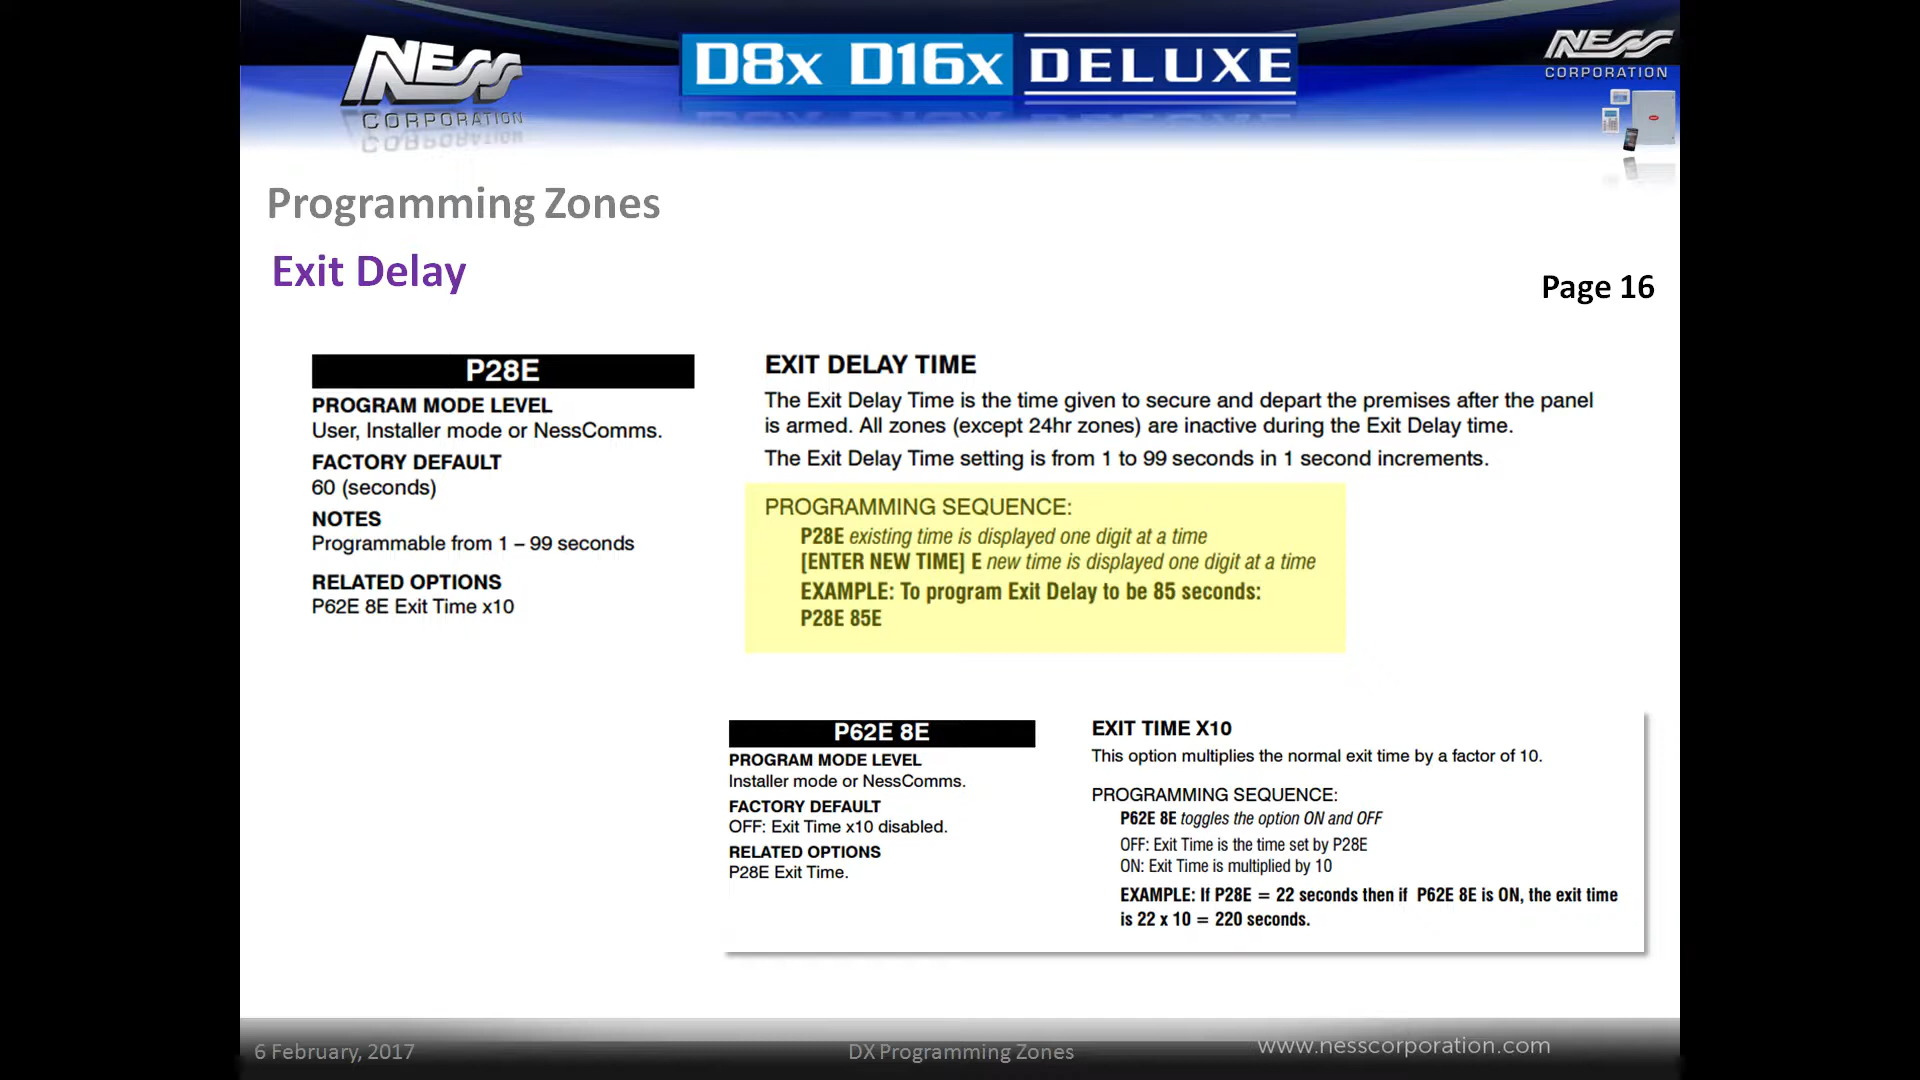 NESS
CORPORATION
D8x D16x DELUXE
NESS
CORPORATION
Programming Zones
Exit Delay
Page 16
P28E
PROGRAM MODE LEVEL
User, Installer mode or NessComms.
FACTORY DEFAULT
60 (seconds)
NOTES
Programmable from 1 – 99 seconds
RELATED OPTIONS
P62E 8E Exit Time x10
EXIT DELAY TIME
The Exit Delay Time is the time given to secure and depart the premises after the panel
is armed. All zones (except 24hr zones) are inactive during the Exit Delay time.
The Exit Delay Time setting is from 1 to 99 seconds in 1 second increments.
PROGRAMMING SEQUENCE:
P28E existing time is displayed one digit at a time
[ENTER NEW TIME] E new time is displayed one digit at a time
EXAMPLE: To program Exit Delay to be 85 seconds:
P28E 85E
P62E 8E
PROGRAM MODE LEVEL
Installer mode or NessComms.
FACTORY DEFAULT
OFF: Exit Time x10 disabled.
RELATED OPTIONS
P28E Exit Time.
EXIT TIME X10
This option multiplies the normal exit time by a factor of 10.
PROGRAMMING SEQUENCE:
P62E 8E toggles the option ON and OFF
OFF: Exit Time is the time set by P28E
ON: Exit Time is multiplied by 10
EXAMPLE: If P28E = 22 seconds then if P62E 8E is ON, the exit time
is 22 x 10 = 220 seconds.
6 February, 2017
DX Programming Zones
www.nesscorporation.com